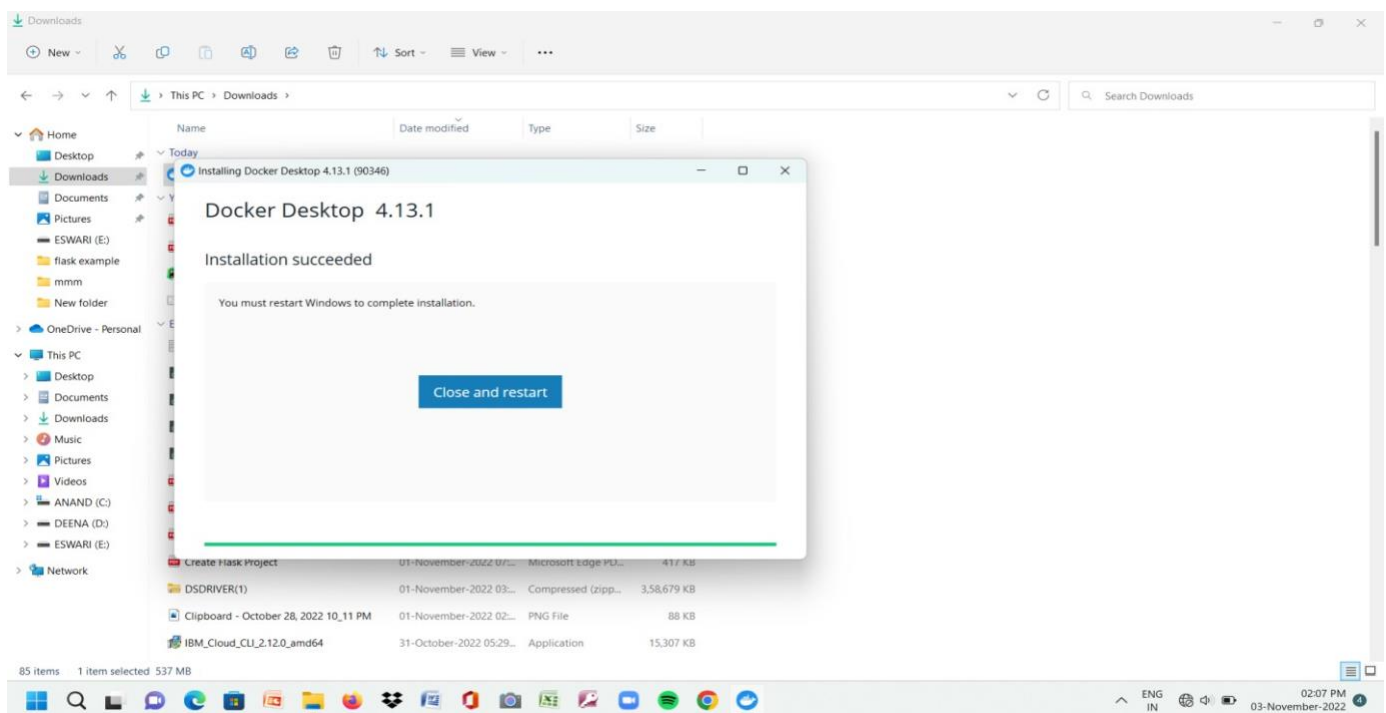 Downloads
New
Sort
View
This PC > Downloads >
Search Downloads
Name Date modified Type Size
Home
Desktop
Downloads
Documents
Pictures
ESWARI (E:)
flask example
mmm
New folder
OneDrive - Personal
This PC
Desktop
Documents
Downloads
Music
Pictures
Videos
ANAND (C:)
DEENA (D:)
ESWARI (E:)
Network
Today
Installing Docker Desktop 4.13.1 (90346)
Docker Desktop 4.13.1
Installation succeeded
You must restart Windows to complete installation.
Close and restart
Create Flask Project 01-November-2022 07:... Microsoft Edge PD... 417 KB
DSDRIVER(1) 01-November-2022 03:... Compressed (zipp... 3,58,679 KB
Clipboard - October 28, 2022 10_11 PM 01-November-2022 02:... PNG File 88 KB
IBM_Cloud_CLI_2.12.0_amd64 31-October-2022 05:29... Application 15,307 KB
85 items 1 item selected 537 MB
ENG
IN
02:07 PM
03-November-2022
4